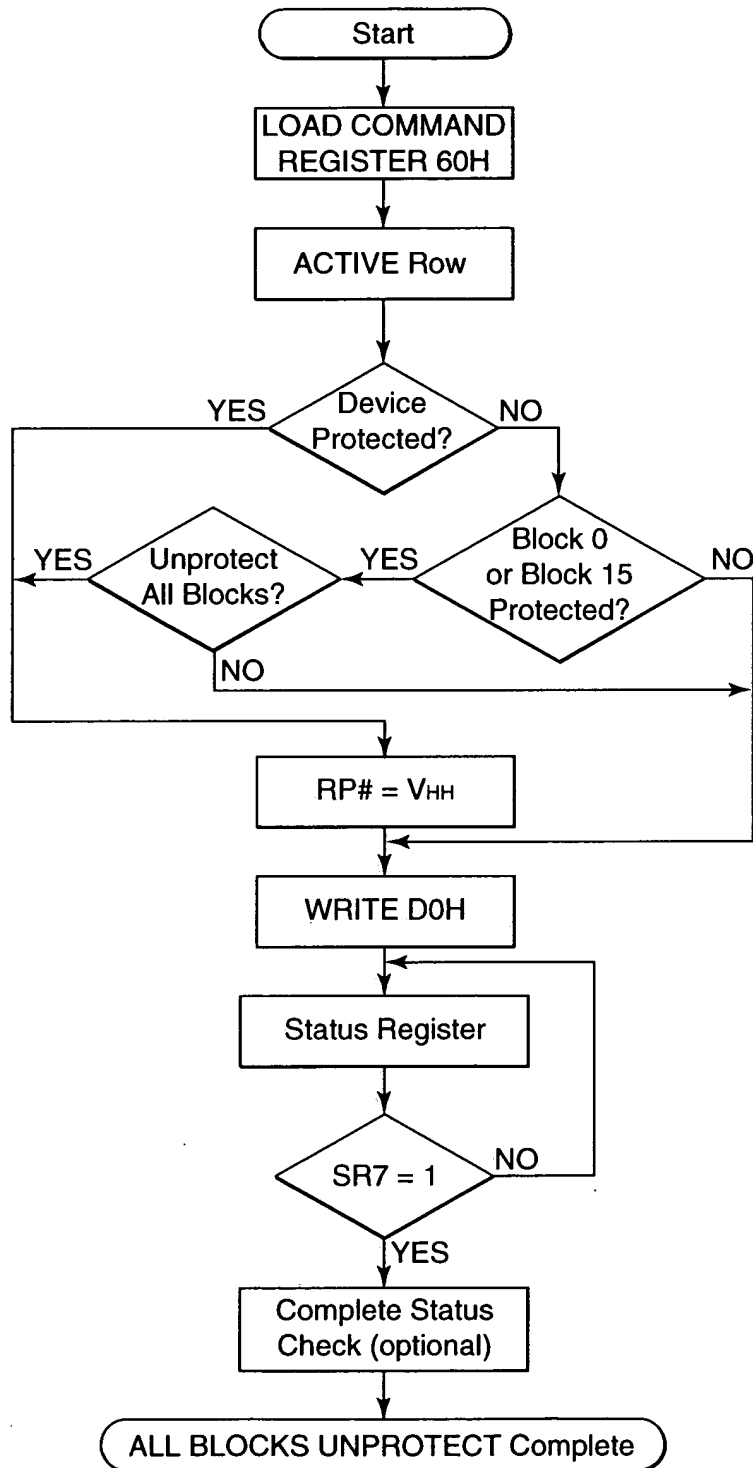 Start
LOAD COMMAND
REGISTER 60H
ACTIVE Row
YES
Device
Protected?
NO
YES
Unprotect
All Blocks?
YES
Block 0
or Block 15
Protected?
NO
NO
RP# = VHH
WRITE D0H
Status Register
SR7 = 1
NO
YES
Complete Status
Check (optional)
ALL BLOCKS UNPROTECT Complete